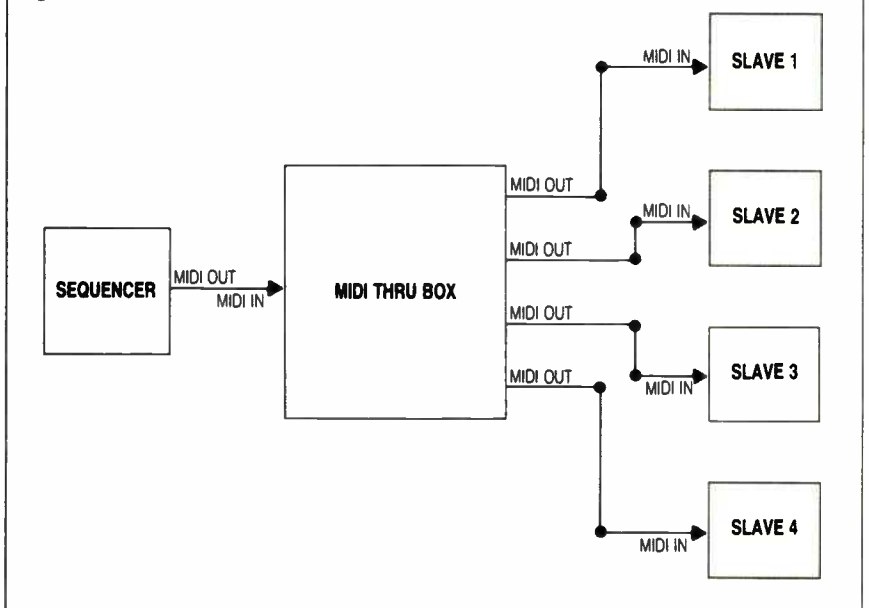 MIDI IN
SLAVE 1
MIDI OUT
MIDI IN
SLAVE 2
MIDI OUT
SEQUENCER
MIDI OUT
MIDI IN
MIDI THRU BOX
MIDI OUT
MIDI IN
SLAVE 3
MIDI OUT
MIDI IN
SLAVE 4